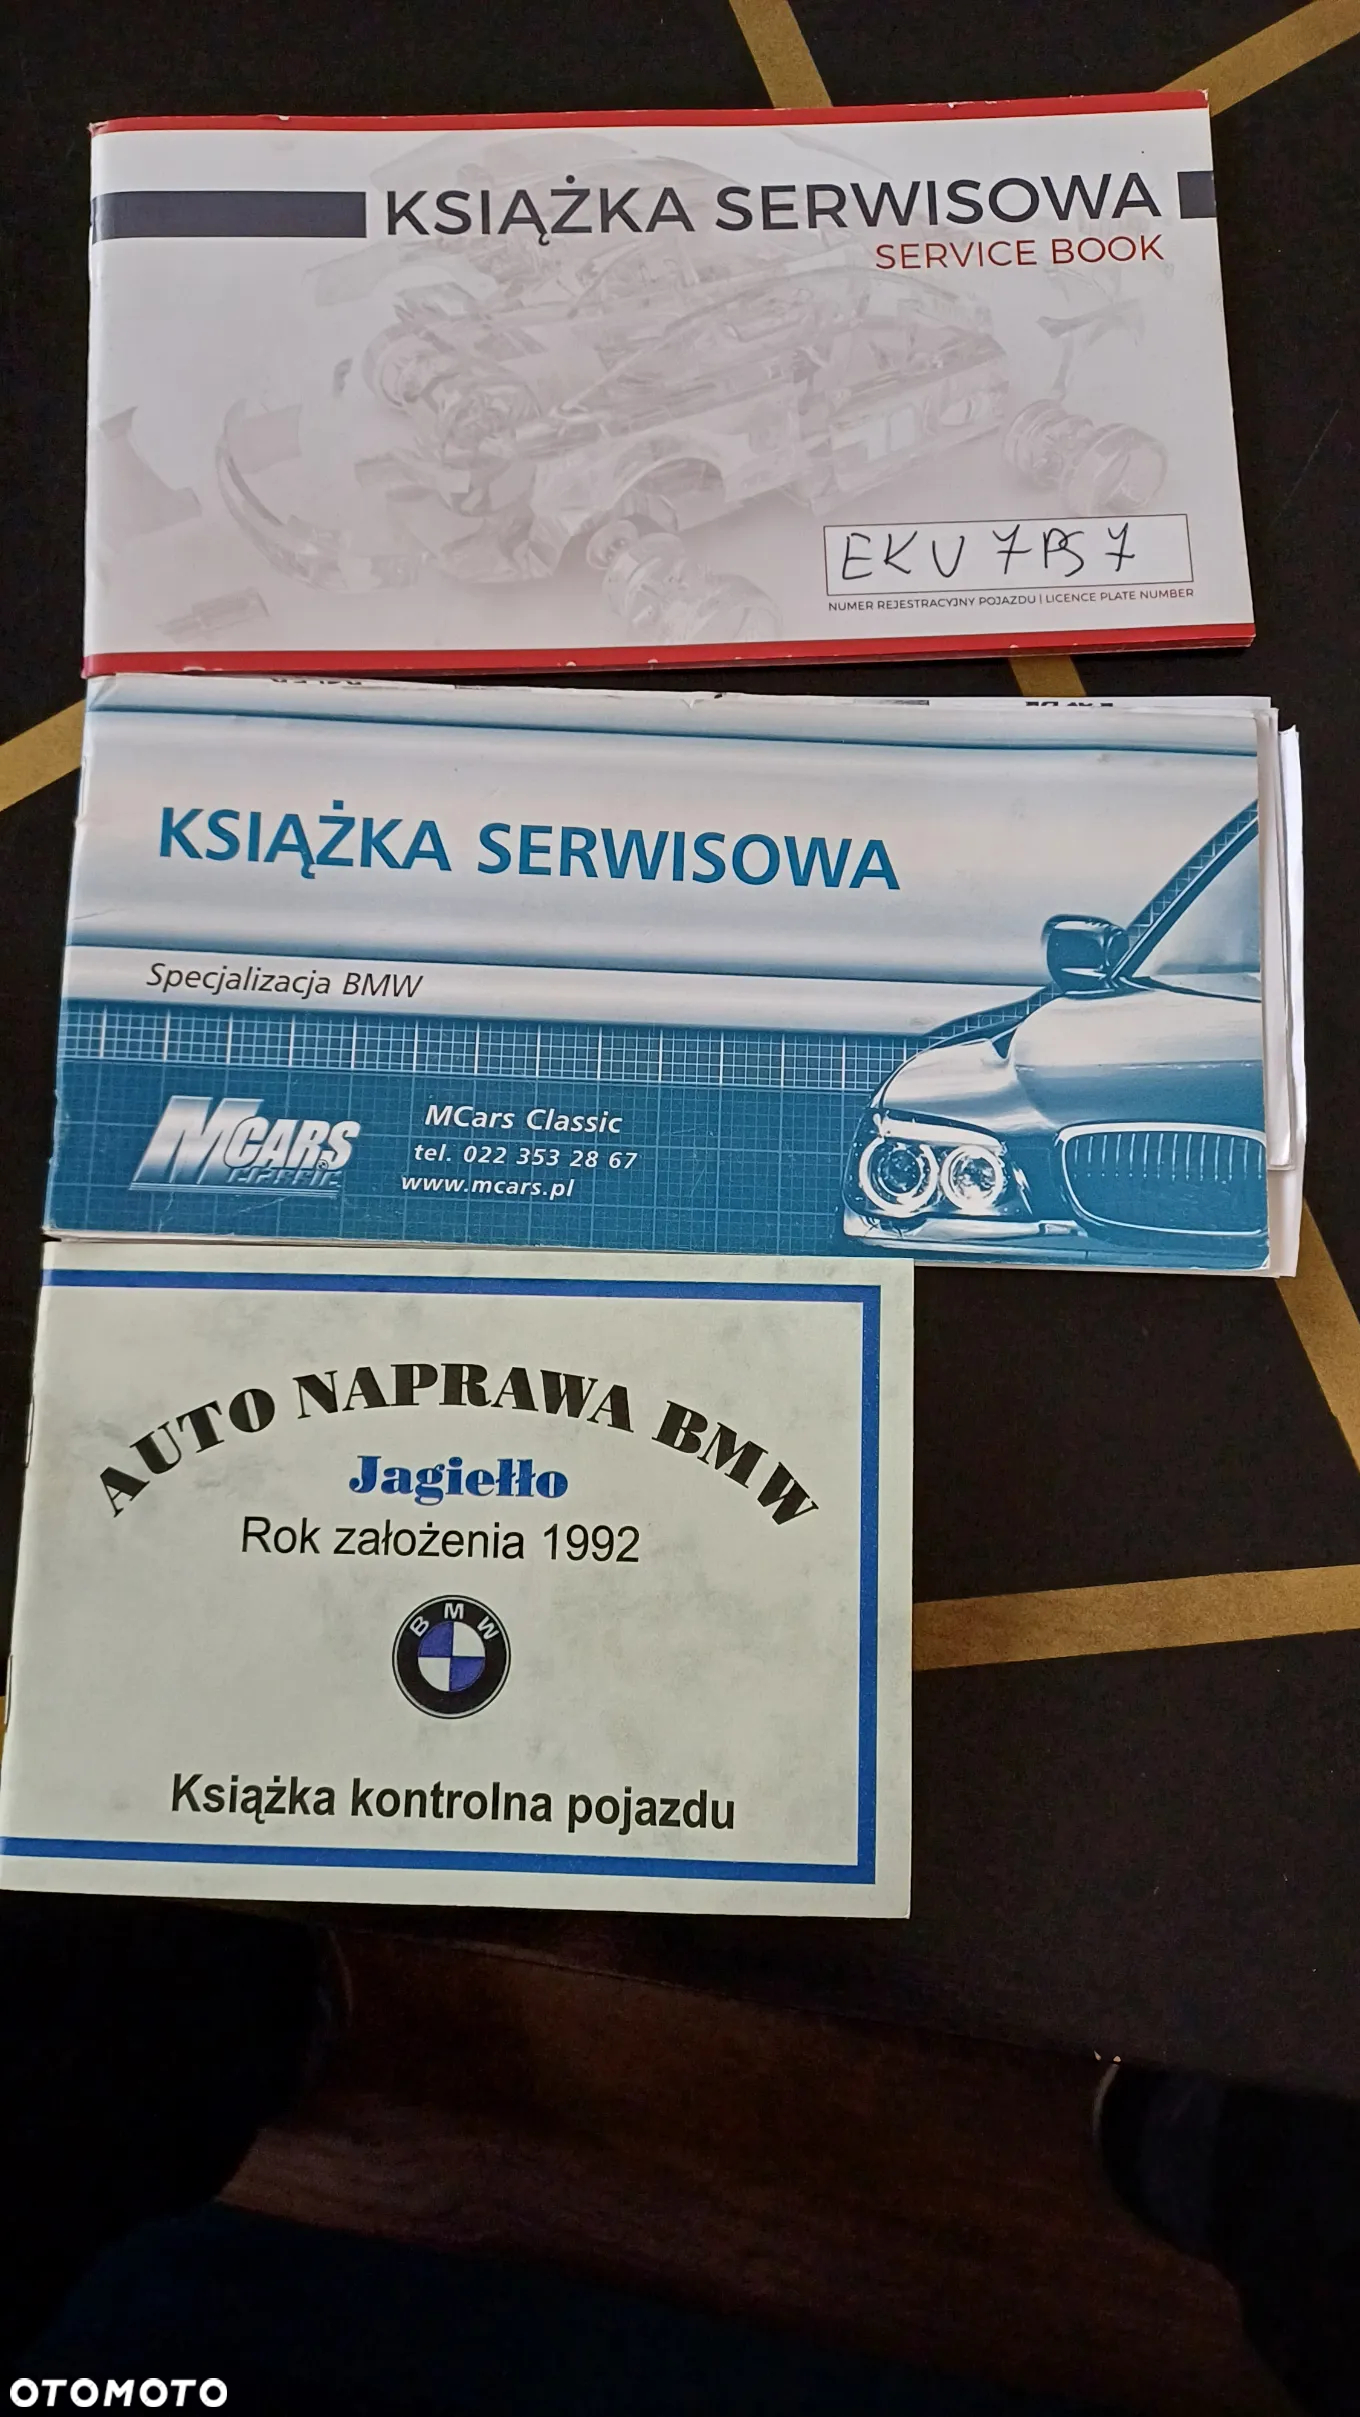 KSIĄŻKA SERWISOWA
SERVICE BOOK
EKU 7PS7
NUMER REJESTRACYJNY POJAZDU | LICENCE PLATE NUMBER
KSIĄŻKA SERWISOWA
Specjalizacja BMW
MCARS
CLASSIC
MCars Classic
tel. 022 353 28 67
www.mcars.pl
AUTO NAPRAWA BMW
Jagiełło
Rok założenia 1992
BMW
Książka kontrolna pojazdu
OTOMOTO